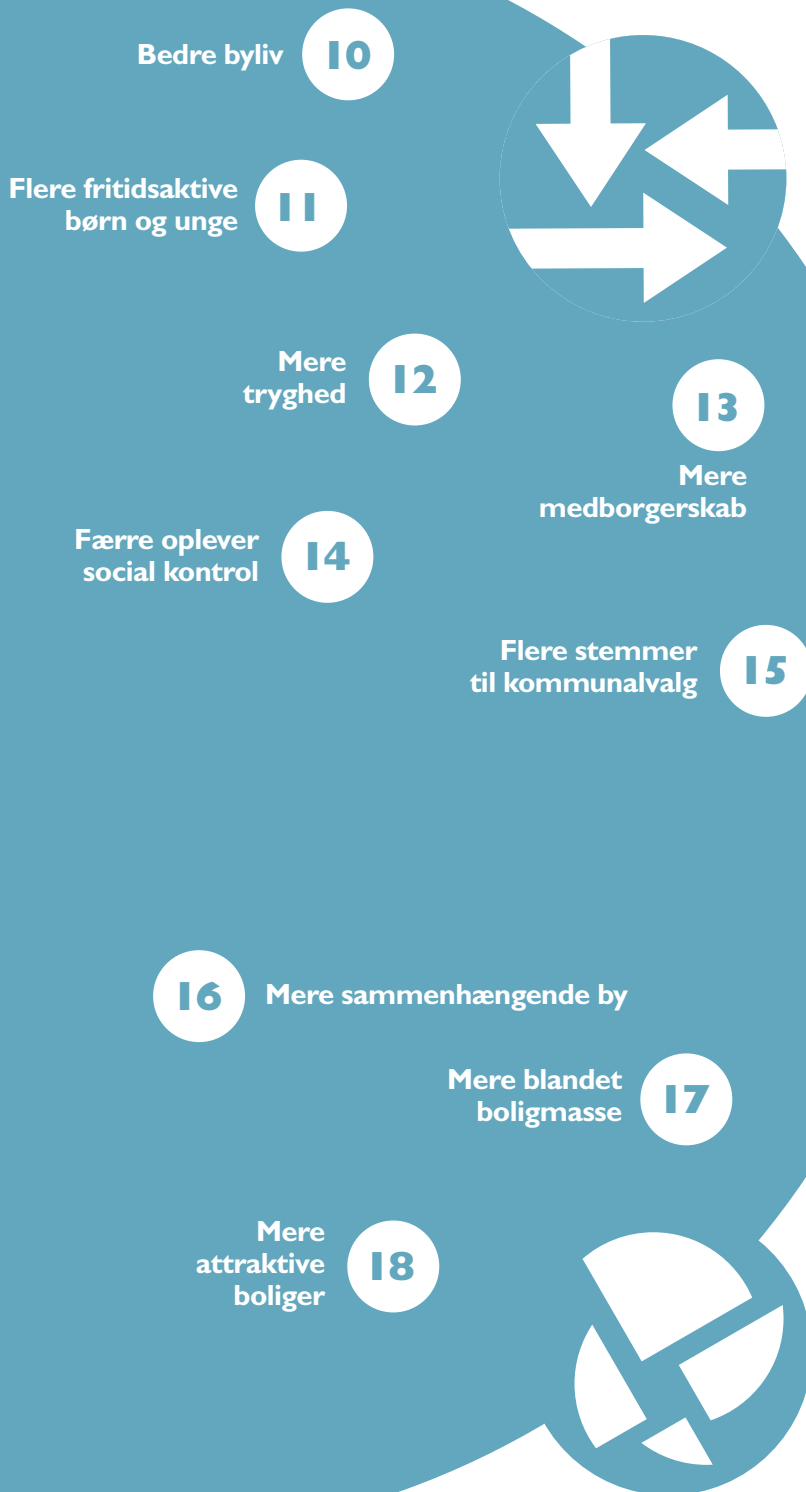 Bedre byliv
10
Flere fritidsaktive
børn og unge
11
Mere
tryghed
12
13
Mere
medborgerskab
Færre oplever
social kontrol
14
Flere stemmer
til kommunalvalg
15
16
Mere sammenhængende by
Mere blandet
boligmasse
17
Mere
attraktive
boliger
18